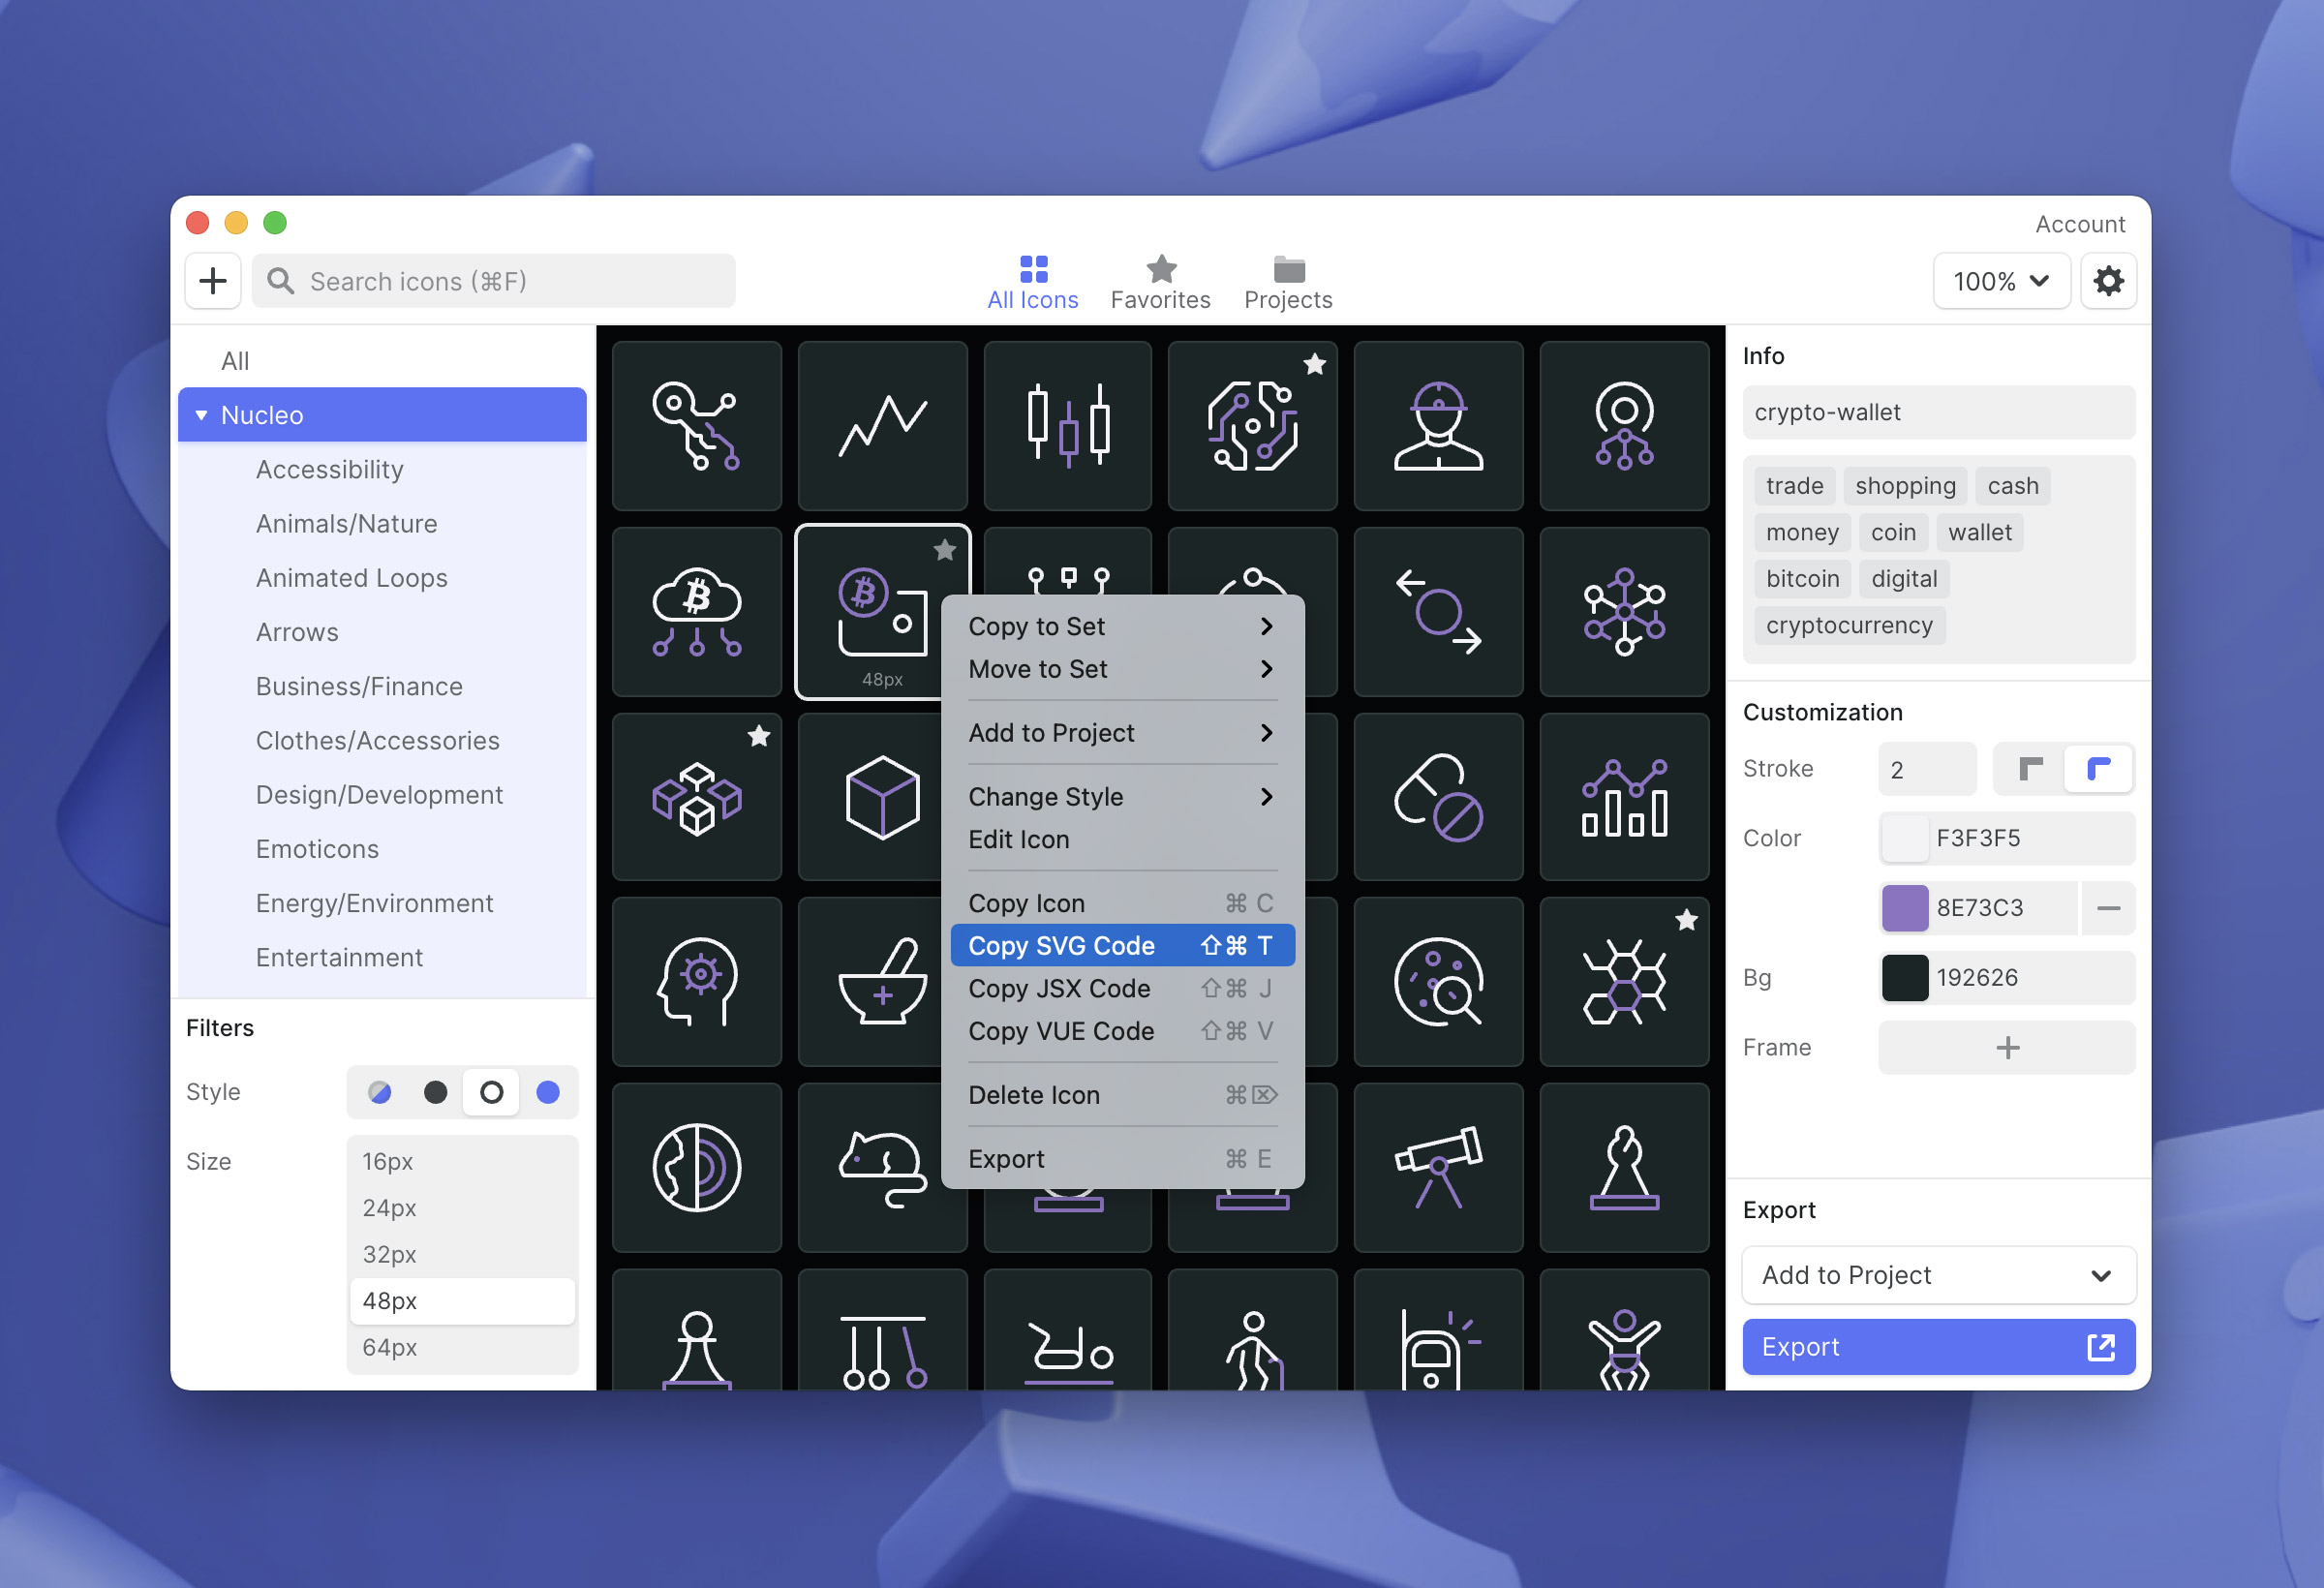 Account
Search icons (⌘F)
All Icons
Favorites
Projects
100%
All
Nucleo
Accessibility
Animals/Nature
Animated Loops
Arrows
Business/Finance
Clothes/Accessories
Design/Development
Emoticons
Energy/Environment
Entertainment
Filters
Style
Size
16px
24px
32px
48px
64px
48px
Copy to Set
Move to Set
Add to Project
Change Style
Edit Icon
Copy Icon ⌘ C
Copy SVG Code ⇧⌘ T
Copy JSX Code ⇧⌘ J
Copy VUE Code ⇧⌘ V
Delete Icon ⌘⌦
Export ⌘ E
Info
crypto-wallet
trade shopping cash
money coin wallet
bitcoin digital
cryptocurrency
Customization
Stroke 2
Color F3F3F5
8E73C3
Bg 192626
Frame
Export
Add to Project
Export